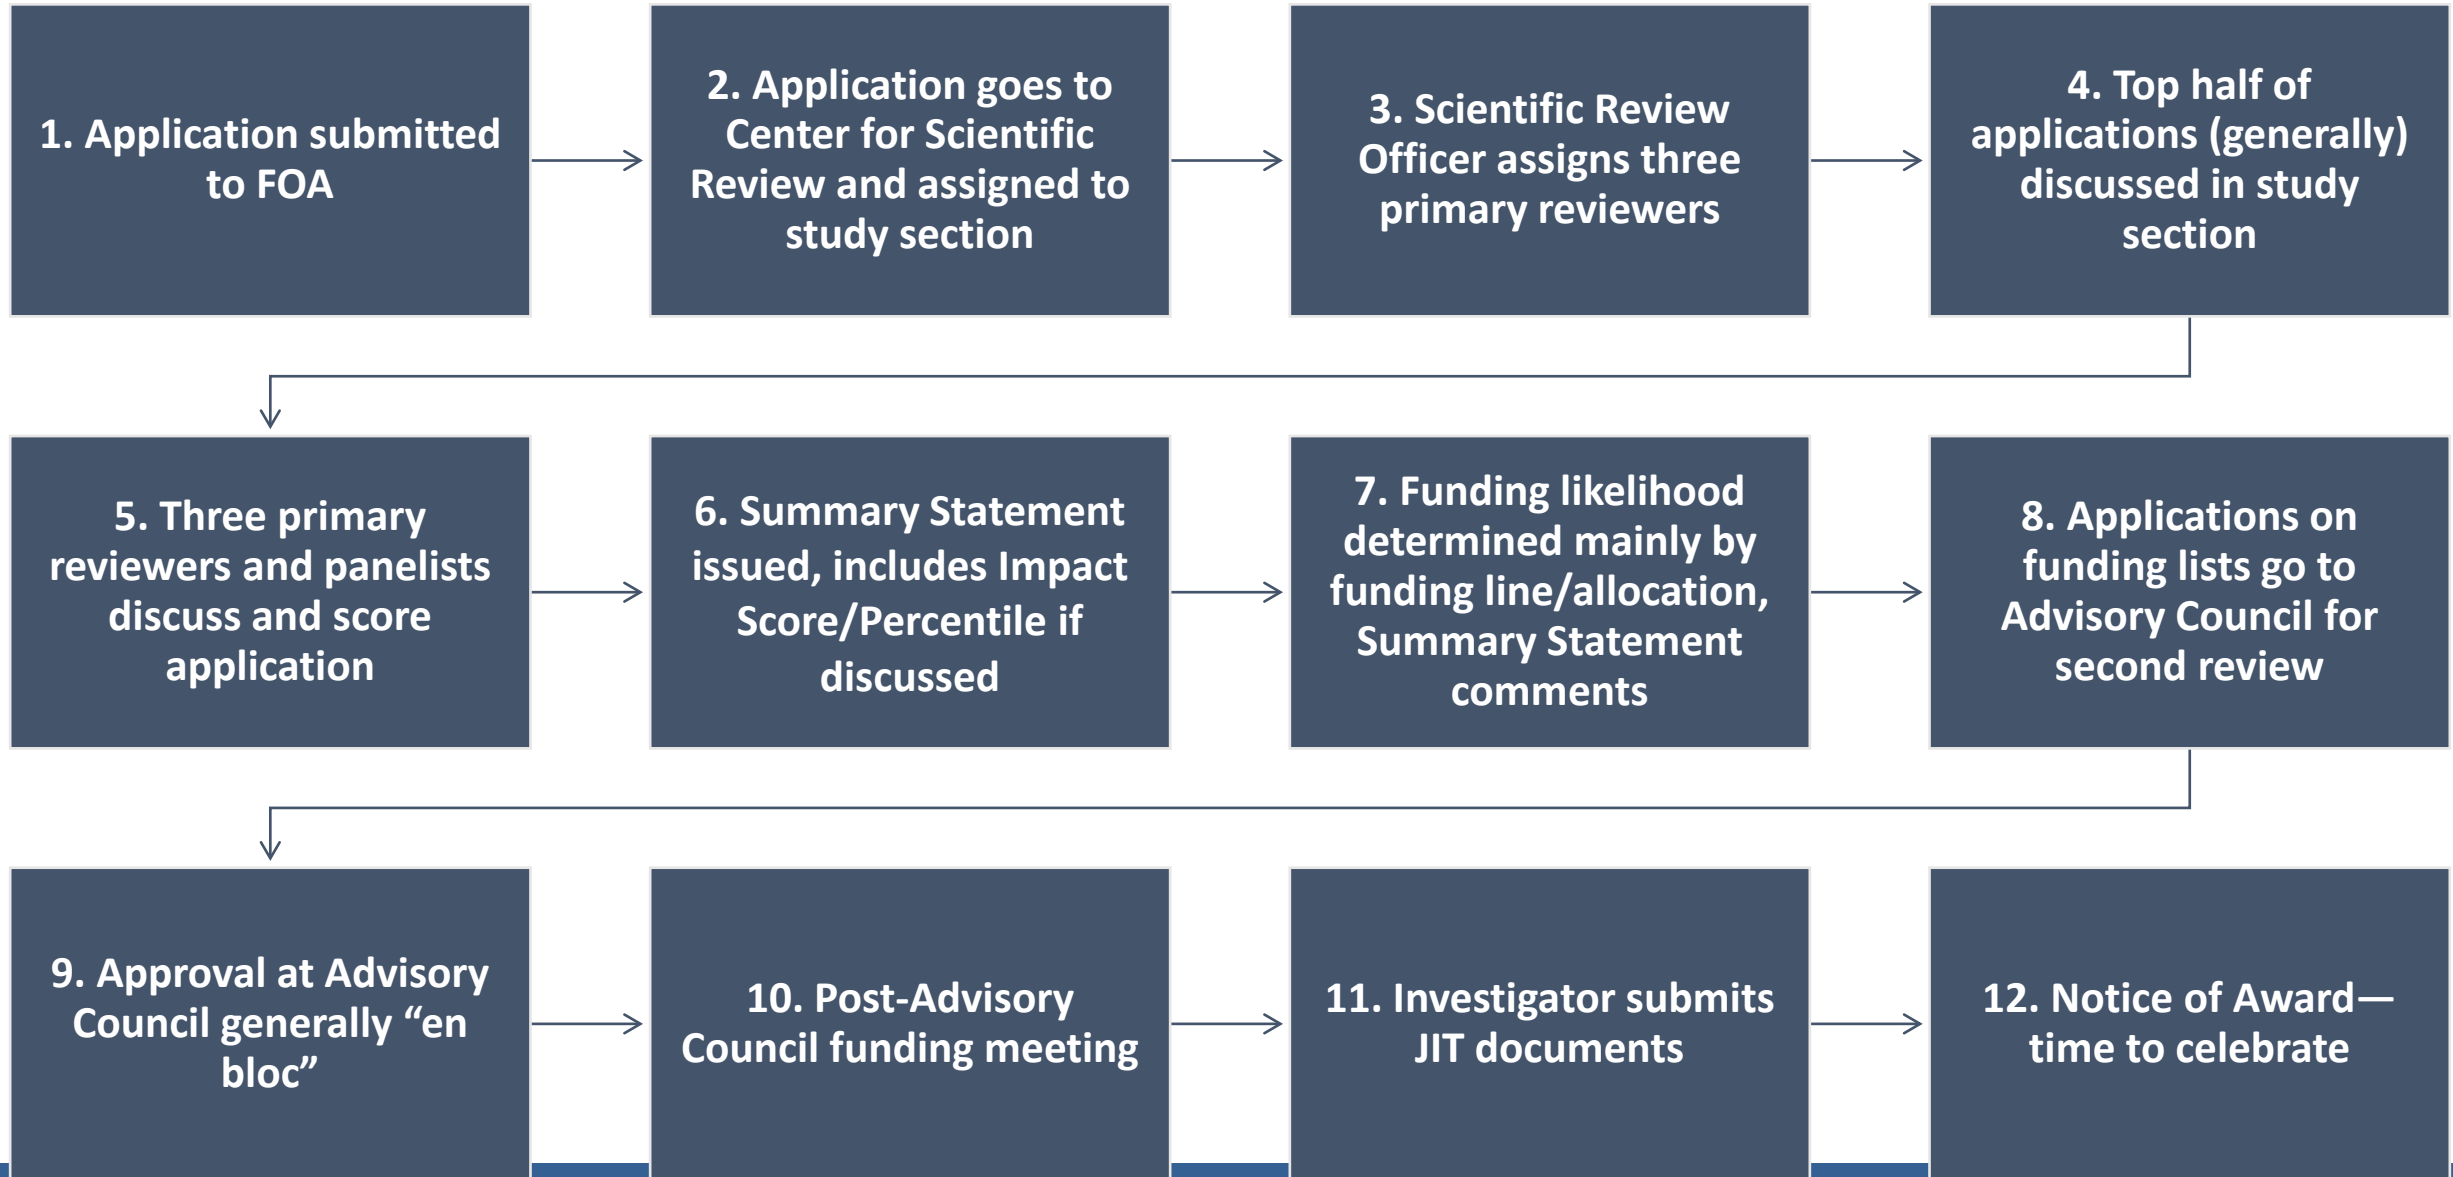 1. Application submitted
to FOA
2. Application goes to
Center for Scientific
Review and assigned to
study section
3. Scientific Review
Officer assigns three
primary reviewers
4. Top half of
applications (generally)
discussed in study
section
5. Three primary
reviewers and panelists
discuss and score
application
6. Summary Statement
issued, includes Impact
Score/Percentile if
discussed
7. Funding likelihood
determined mainly by
funding line/allocation,
Summary Statement
comments
8. Applications on
funding lists go to
Advisory Council for
second review
9. Approval at Advisory
Council generally “en
bloc”
10. Post-Advisory
Council funding meeting
11. Investigator submits
JIT documents
12. Notice of Award—
time to celebrate